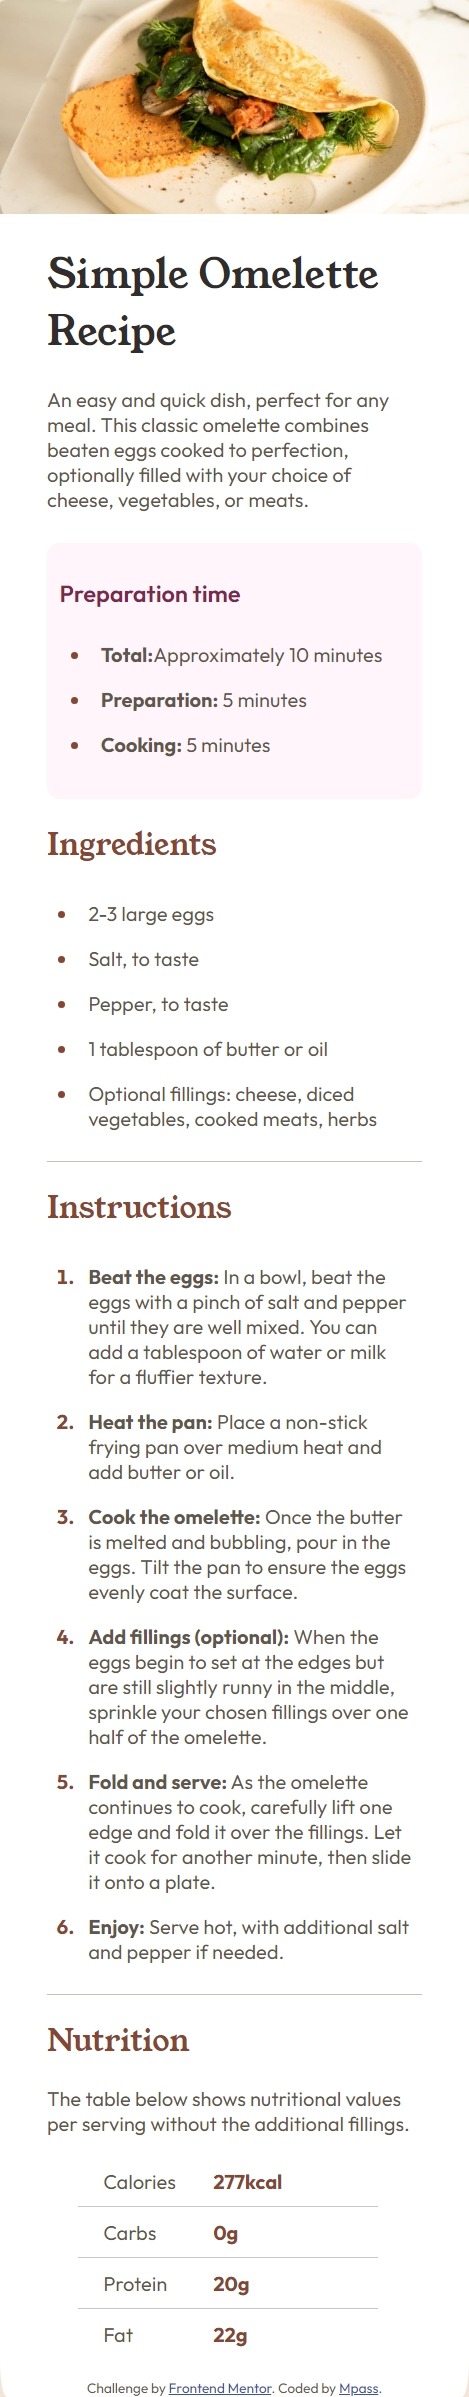 Simple Omelette
Recipe
An easy and quick dish, perfect for any
meal. This classic omelette combines
beaten eggs cooked to perfection,
optionally filled with your choice of
cheese, vegetables, or meats.
Preparation time
• Total:Approximately 10 minutes
• Preparation: 5 minutes
• Cooking: 5 minutes
Ingredients
• 2-3 large eggs
• Salt, to taste
• Pepper, to taste
• 1 tablespoon of butter or oil
• Optional fillings: cheese, diced
vegetables, cooked meats, herbs
Instructions
1. Beat the eggs: In a bowl, beat the
eggs with a pinch of salt and pepper
until they are well mixed. You can
add a tablespoon of water or milk
for a fluffier texture.
2. Heat the pan: Place a non-stick
frying pan over medium heat and
add butter or oil.
3. Cook the omelette: Once the butter
is melted and bubbling, pour in the
eggs. Tilt the pan to ensure the eggs
evenly coat the surface.
4. Add fillings (optional): When the
eggs begin to set at the edges but
are still slightly runny in the middle,
sprinkle your chosen fillings over one
half of the omelette.
5. Fold and serve: As the omelette
continues to cook, carefully lift one
edge and fold it over the fillings. Let
it cook for another minute, then slide
it onto a plate.
6. Enjoy: Serve hot, with additional salt
and pepper if needed.
Nutrition
The table below shows nutritional values
per serving without the additional fillings.
Calories 277kcal
Carbs 0g
Protein 20g
Fat 22g
Challenge by Frontend Mentor. Coded by Mpass.